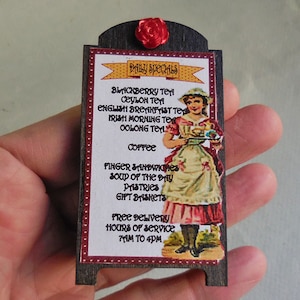 DAILY SPECIALS
BLACKBERRY TEA
CEYLON TEA
ENGLISH BREAKFAST TEA
IRISH MORNING TEA
OOLONG TEA
COFFEE
FINGER SANDWICHES
SOUP OF THE DAY
PASTRIES
GIFT BASKETS
FREE DELIVERY
HOURS OF SERVICE
7AM TO 4PM